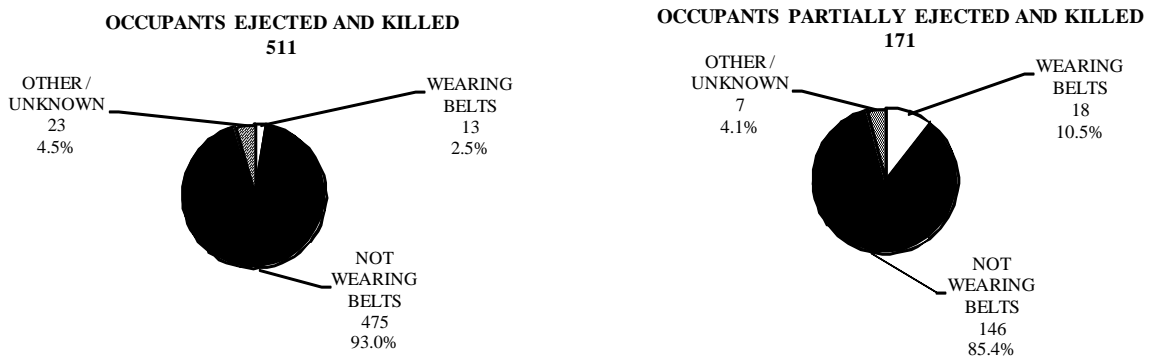 OCCUPANTS EJECTED AND KILLED
511
OTHER /
UNKNOWN
23
4.5%
WEARING
BELTS
13
2.5%
NOT
WEARING
BELTS
475
93.0%
OCCUPANTS PARTIALLY EJECTED AND KILLED
171
OTHER /
UNKNOWN
7
4.1%
WEARING
BELTS
18
10.5%
NOT
WEARING
BELTS
146
85.4%